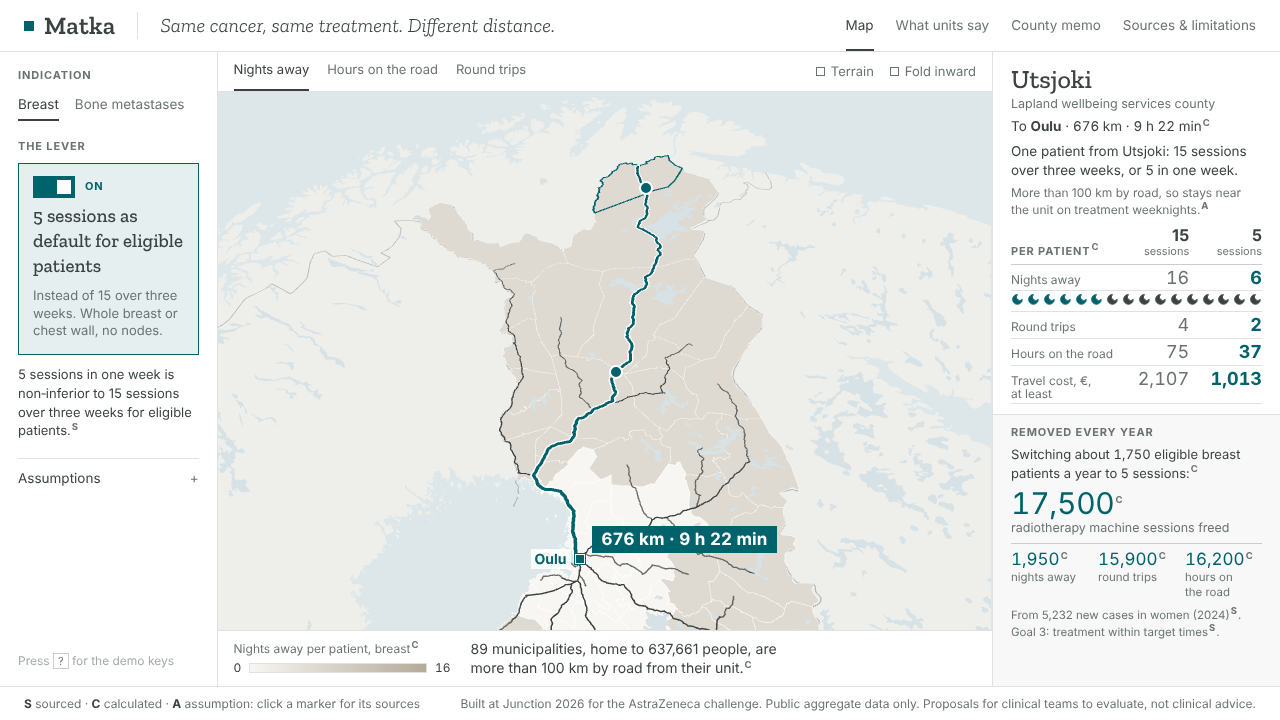 Matka
Same cancer, same treatment. Different distance.
Map
What units say
County memo
Sources & limitations
INDICATION
Breast
Bone metastases
THE LEVER
ON
5 sessions as
default for eligible
patients
Instead of 15 over three
weeks. Whole breast or
chest wall, no nodes.
5 sessions in one week is
non-inferior to 15 sessions
over three weeks for eligible
patients.S
Assumptions +
Press ? for the demo keys
Nights away
Hours on the road
Round trips
Terrain
Fold inward
676 km · 9 h 22 min
Oulu
Nights away per patient, breastC
0 16
89 municipalities, home to 637,661 people, are
more than 100 km by road from their unit.C
Utsjoki
Lapland wellbeing services county
To Oulu · 676 km · 9 h 22 minC
One patient from Utsjoki: 15 sessions
over three weeks, or 5 in one week.
More than 100 km by road, so stays near
the unit on treatment weeknights.A
PER PATIENTC 15 sessions 5 sessions
Nights away 16 6
Round trips 4 2
Hours on the road 75 37
Travel cost, €, at least 2,107 1,013
REMOVED EVERY YEAR
Switching about 1,750 eligible breast
patients a year to 5 sessions:C
17,500C
radiotherapy machine sessions freed
1,950C 15,900C 16,200C
nights away round trips hours on the road
From 5,232 new cases in women (2024)S.
Goal 3: treatment within target timesS.
S sourced · C calculated · A assumption: click a marker for its sources
Built at Junction 2026 for the AstraZeneca challenge. Public aggregate data only. Proposals for clinical teams to evaluate, not clinical advice.